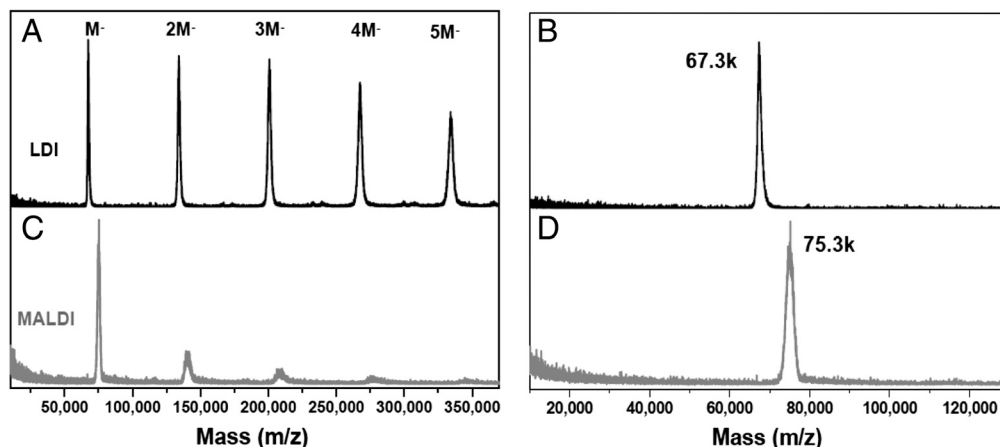 A
M- 2M- 3M- 4M- 5M-
LDI
B
67.3k
C
MALDI
D
75.3k
50,000 100,000 150,000 200,000 250,000 300,000 350,000
Mass (m/z)
20,000 40,000 60,000 80,000 100,000 120,000
Mass (m/z)